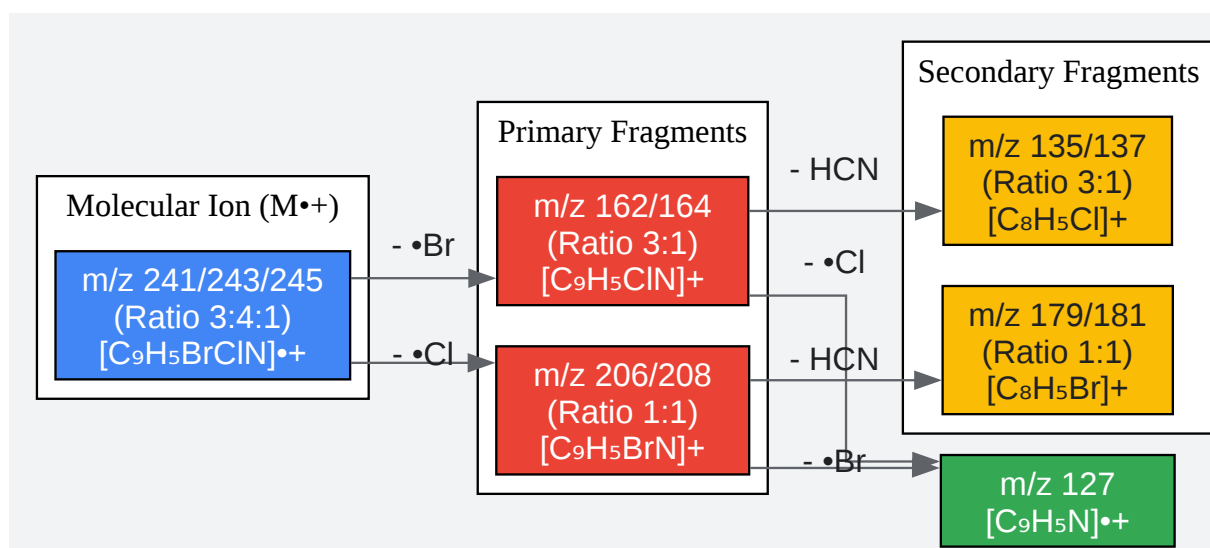 Molecular Ion (M•+)
m/z 241/243/245
(Ratio 3:4:1)
[C₉H₅BrClN]•+
- •Br
- •Cl
Primary Fragments
m/z 162/164
(Ratio 3:1)
[C₉H₅ClN]+
m/z 206/208
(Ratio 1:1)
[C₉H₅BrN]+
- HCN
- •Cl
- HCN
- •Br
Secondary Fragments
m/z 135/137
(Ratio 3:1)
[C₈H₅Cl]+
m/z 179/181
(Ratio 1:1)
[C₈H₅Br]+
m/z 127
[C₉H₅N]•+